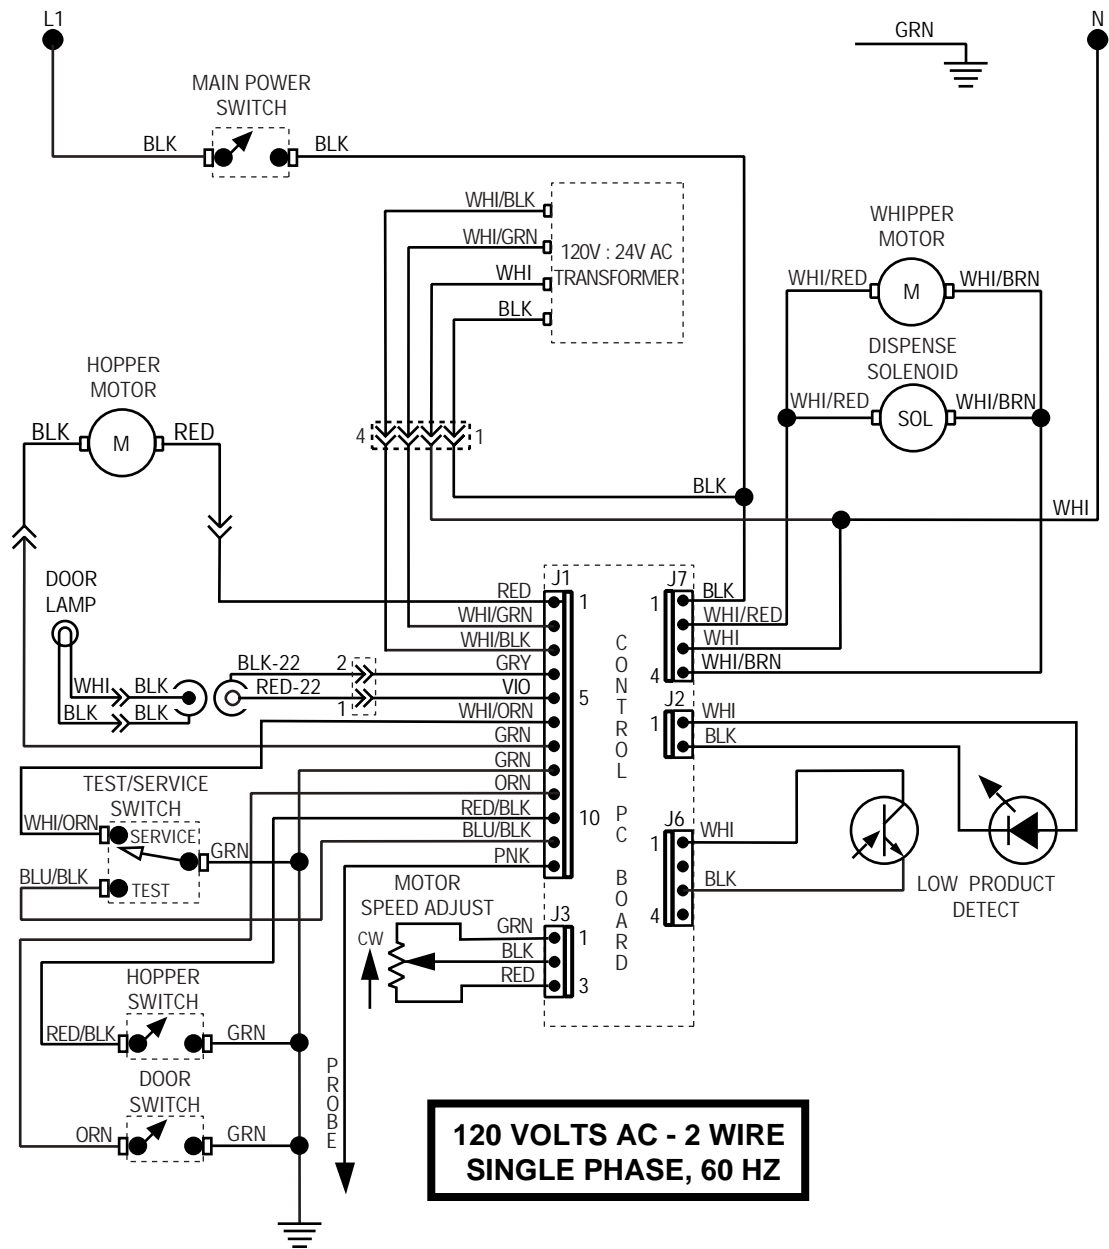 L1
N
GRN
MAIN POWER
SWITCH
BLK
BLK
WHI/BLK
WHI/GRN
WHI
BLK
120V : 24V AC
TRANSFORMER
WHIPPER
MOTOR
WHI/RED
M
WHI/BRN
DISPENSE
SOLENOID
WHI/RED
SOL
WHI/BRN
HOPPER
MOTOR
BLK
M
RED
4
1
BLK
WHI
DOOR
LAMP
WHI
BLK
BLK
BLK
BLK-22
2
RED-22
1
J1
RED
1
WHI/GRN
WHI/BLK
GRY
VIO
5
WHI/ORN
GRN
GRN
ORN
RED/BLK
10
BLU/BLK
PNK
CONTROL PC BOARD
J7
1
BLK
WHI/RED
WHI
4
WHI/BRN
J2
1
WHI
BLK
J6
1
WHI
BLK
4
LOW PRODUCT
DETECT
TEST/SERVICE
SWITCH
WHI/ORN
SERVICE
GRN
BLU/BLK
TEST
MOTOR
SPEED ADJUST
CW
J3
GRN
1
BLK
RED
3
HOPPER
SWITCH
RED/BLK
GRN
DOOR
SWITCH
ORN
GRN
PROBE
120 VOLTS AC - 2 WIRE
SINGLE PHASE, 60 HZ